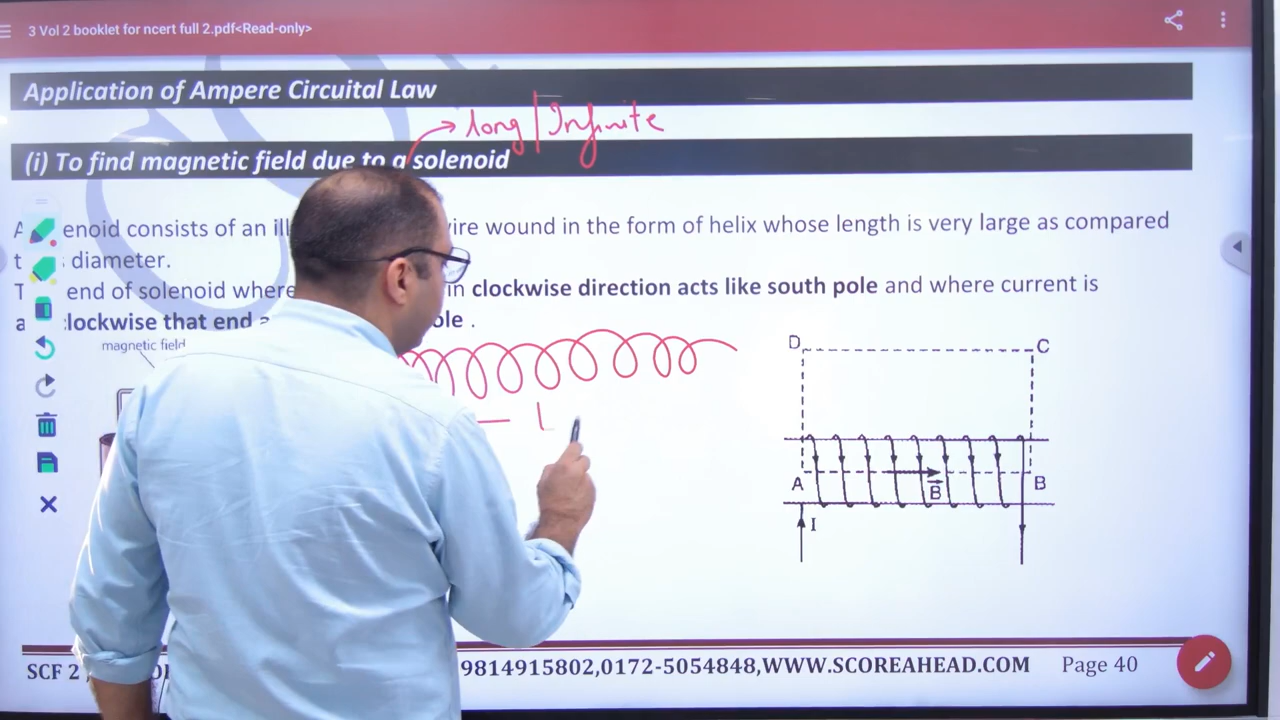 3 Vol 2 booklet for ncert full 2.pdf<Read-only>
Application of Ampere Circuital Law
long | Infinite
(i) To find magnetic field due to a solenoid
enoid consists of an ill wire wound in the form of helix whose length is very large as compared
diameter.
end of solenoid where in clockwise direction acts like south pole and where current is
clockwise that end ole .
magnetic field
D C
A B
B
I
L
SCF 2 9814915802,0172-5054848,WWW.SCOREAHEAD.COM Page 40